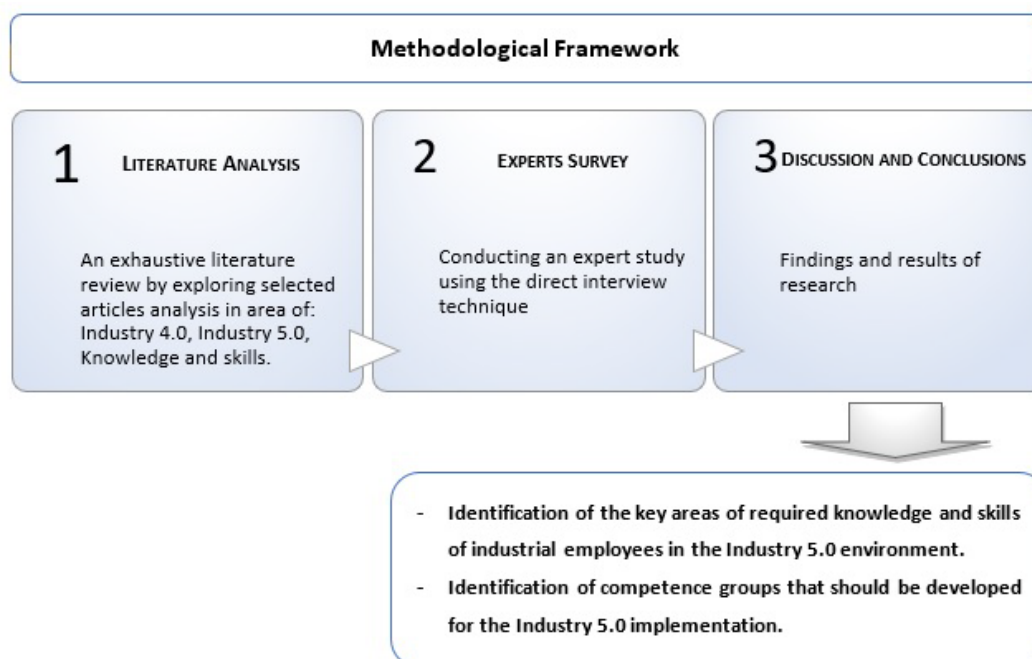 Methodological Framework
1 LITERATURE ANALYSIS
An exhaustive literature
review by exploring selected
articles analysis in area of:
Industry 4.0, Industry 5.0,
Knowledge and skills.
2 EXPERTS SURVEY
Conducting an expert study
using the direct interview
technique
3 DISCUSSION AND CONCLUSIONS
Findings and results of
research
- Identification of the key areas of required knowledge and skills
of industrial employees in the Industry 5.0 environment.
- Identification of competence groups that should be developed
for the Industry 5.0 implementation.